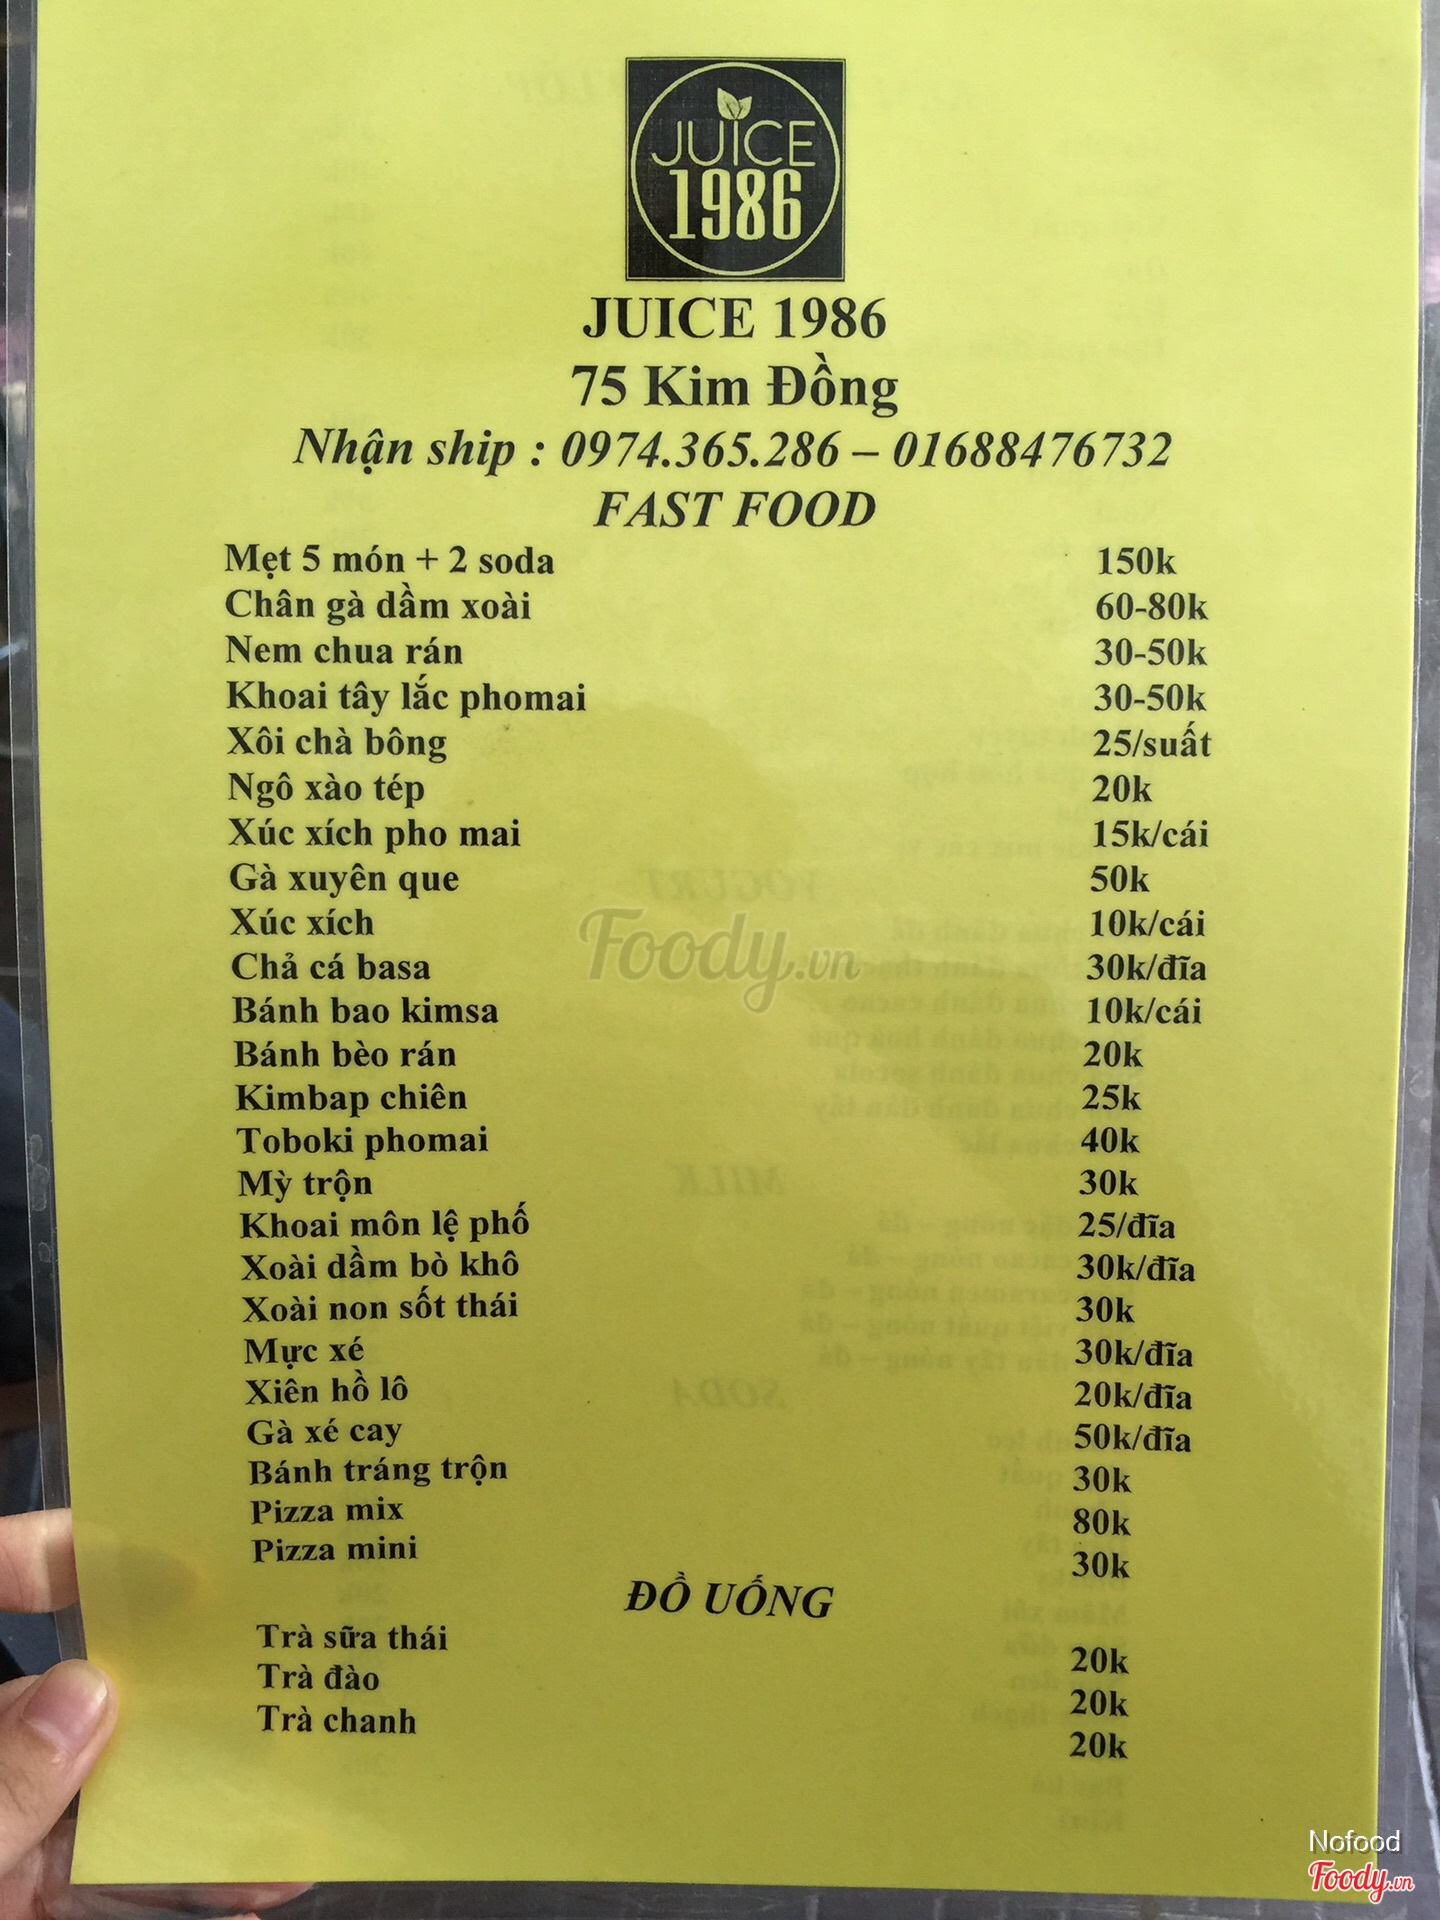 JUICE
1986
JUICE 1986
75 Kim Đồng
Nhận ship : 0974.365.286 – 01688476732
FAST FOOD
Mẹt 5 món + 2 soda 150k
Chân gà dầm xoài 60-80k
Nem chua rán 30-50k
Khoai tây lắc phomai 30-50k
Xôi chà bông 25/suất
Ngô xào tép 20k
Xúc xích pho mai 15k/cái
Gà xuyên que 50k
Xúc xích 10k/cái
Chả cá basa 30k/đĩa
Bánh bao kimsa 10k/cái
Bánh bèo rán 20k
Kimbap chiên 25k
Toboki phomai 40k
Mỳ trộn 30k
Khoai môn lệ phố 25/đĩa
Xoài dầm bò khô 30k/đĩa
Xoài non sốt thái 30k
Mực xé 30k/đĩa
Xiên hồ lô 20k/đĩa
Gà xé cay 50k/đĩa
Bánh tráng trộn 30k
Pizza mix 80k
Pizza mini 30k
ĐỒ UỐNG
Trà sữa thái 20k
Trà đào 20k
Trà chanh 20k
Foody.vn
Nofood
Foody.vn